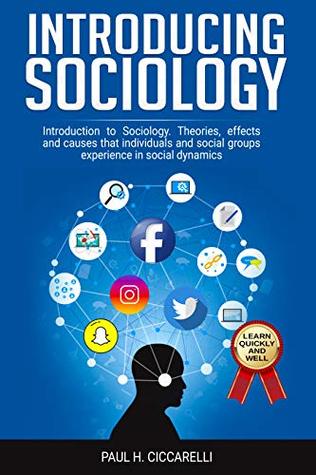 INTRODUCING
SOCIOLOGY
Introduction to Sociology. Theories, effects
and causes that individuals and social groups
experience in social dynamics
LEARN
QUICKLY
AND
WELL
PAUL H. CICCARELLI